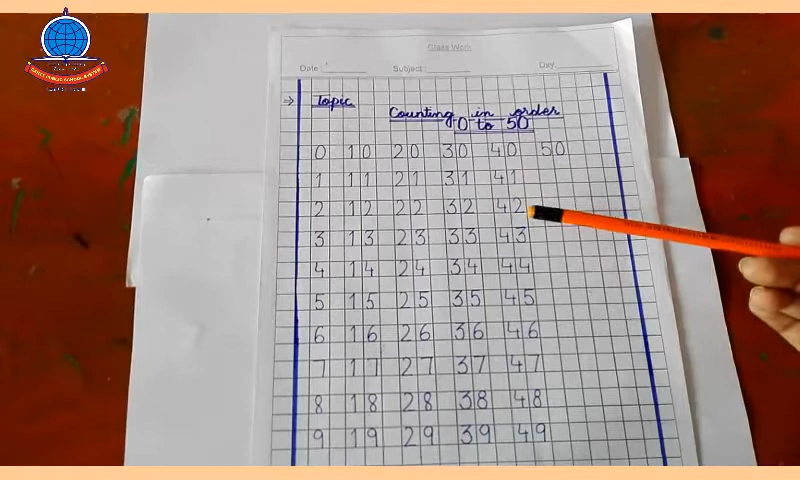 Class Work
Date: Subject: Day:
⇒ Topic
Counting in order
0 to 50
0 10 20 30 40 50
1 11 21 31 41
2 12 22 32 42
3 13 23 33 43
4 14 24 34 44
5 15 25 35 45
6 16 26 36 46
7 17 27 37 47
8 18 28 38 48
9 19 29 39 49